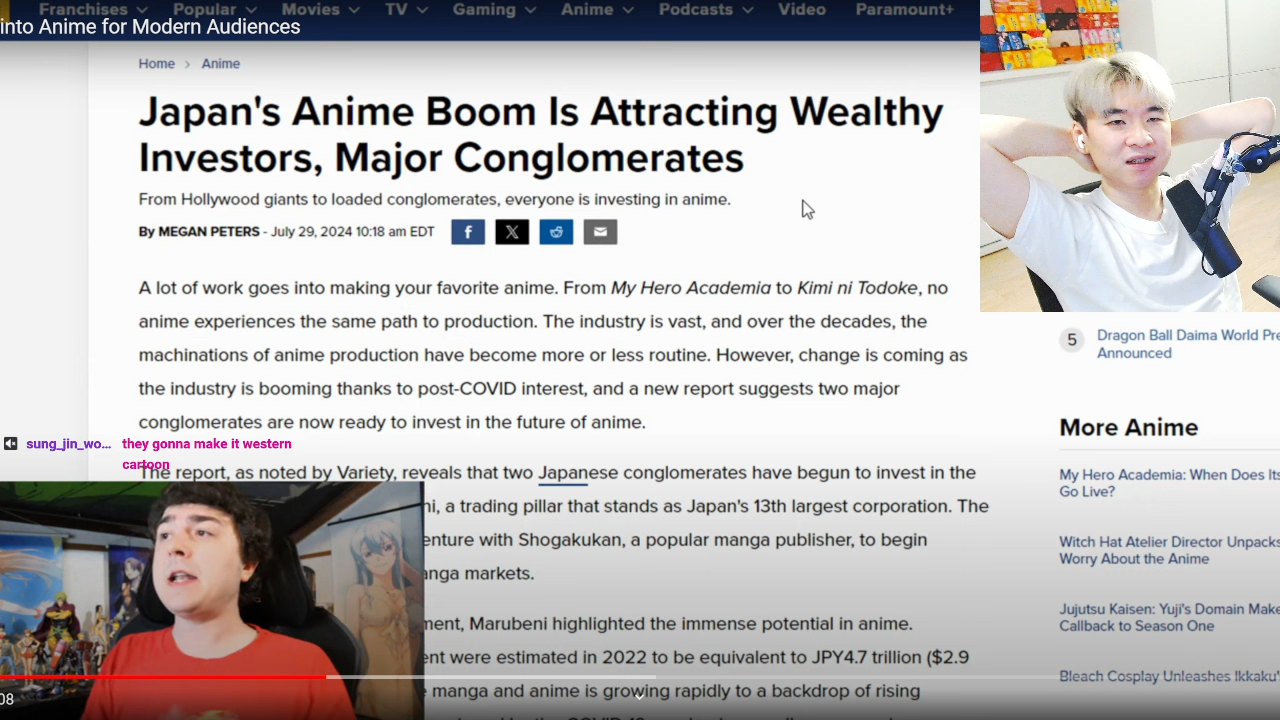 Franchises Popular Movies TV Gaming Anime Podcasts Video Paramount+
into Anime for Modern Audiences
Home > Anime
Japan's Anime Boom Is Attracting Wealthy
Investors, Major Conglomerates
From Hollywood giants to loaded conglomerates, everyone is investing in anime.
By MEGAN PETERS - July 29, 2024 10:18 am EDT
A lot of work goes into making your favorite anime. From My Hero Academia to Kimi ni Todoke, no
anime experiences the same path to production. The industry is vast, and over the decades, the
machinations of anime production have become more or less routine. However, change is coming as
the industry is booming thanks to post-COVID interest, and a new report suggests two major
conglomerates are now ready to invest in the future of anime.
sung_jin_wo... they gonna make it western
cartoon
The report, as noted by Variety, reveals that two Japanese conglomerates have begun to invest in the
ni, a trading pillar that stands as Japan's 13th largest corporation. The
enture with Shogakukan, a popular manga publisher, to begin
anga markets.
ment, Marubeni highlighted the immense potential in anime.
ent were estimated in 2022 to be equivalent to JPY4.7 trillion ($2.9
manga and anime is growing rapidly to a backdrop of rising
08
5 Dragon Ball Daima World Pre
Announced
More Anime
My Hero Academia: When Does Its
Go Live?
Witch Hat Atelier Director Unpacks
Worry About the Anime
Jujutsu Kaisen: Yuji's Domain Make
Callback to Season One
Bleach Cosplay Unleashes Ikkaku'